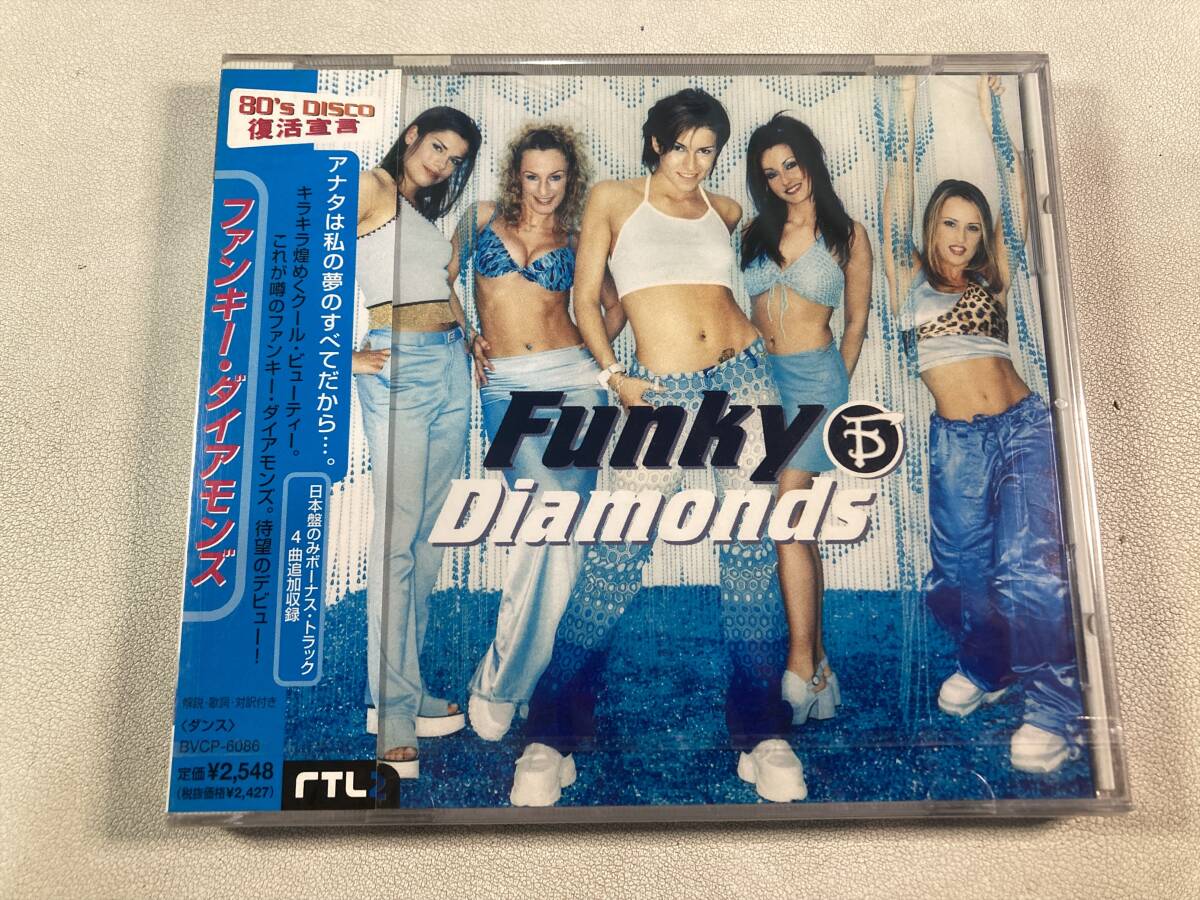 80's DISCO
復活宣言
アナタは私の夢のすべてだから…。
キラキラ煌めくクール・ビューティー。
これが噂のファンキー・ダイアモンズ。待望のデビュー!
ファンキー・ダイアモンズ
日本盤のみボーナス・トラック
4曲追加収録
解説・歌詞・対訳付き
〈ダンス〉
BVCP-6086
定価¥2,548
(税抜価格¥2,427)
rtl2
Funky
FD
Diamonds